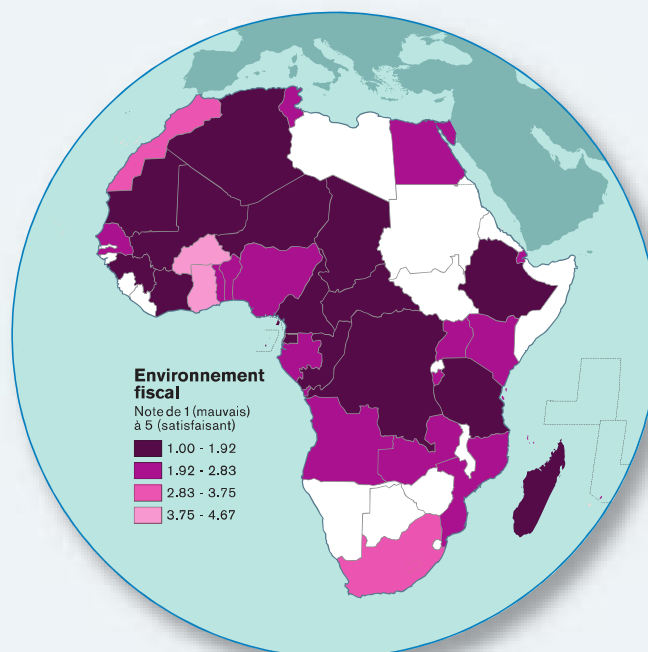 Environnement
fiscal
Note de 1 (mauvais)
à 5 (satisfaisant)
1.00 - 1.92
1.92 - 2.83
2.83 - 3.75
3.75 - 4.67